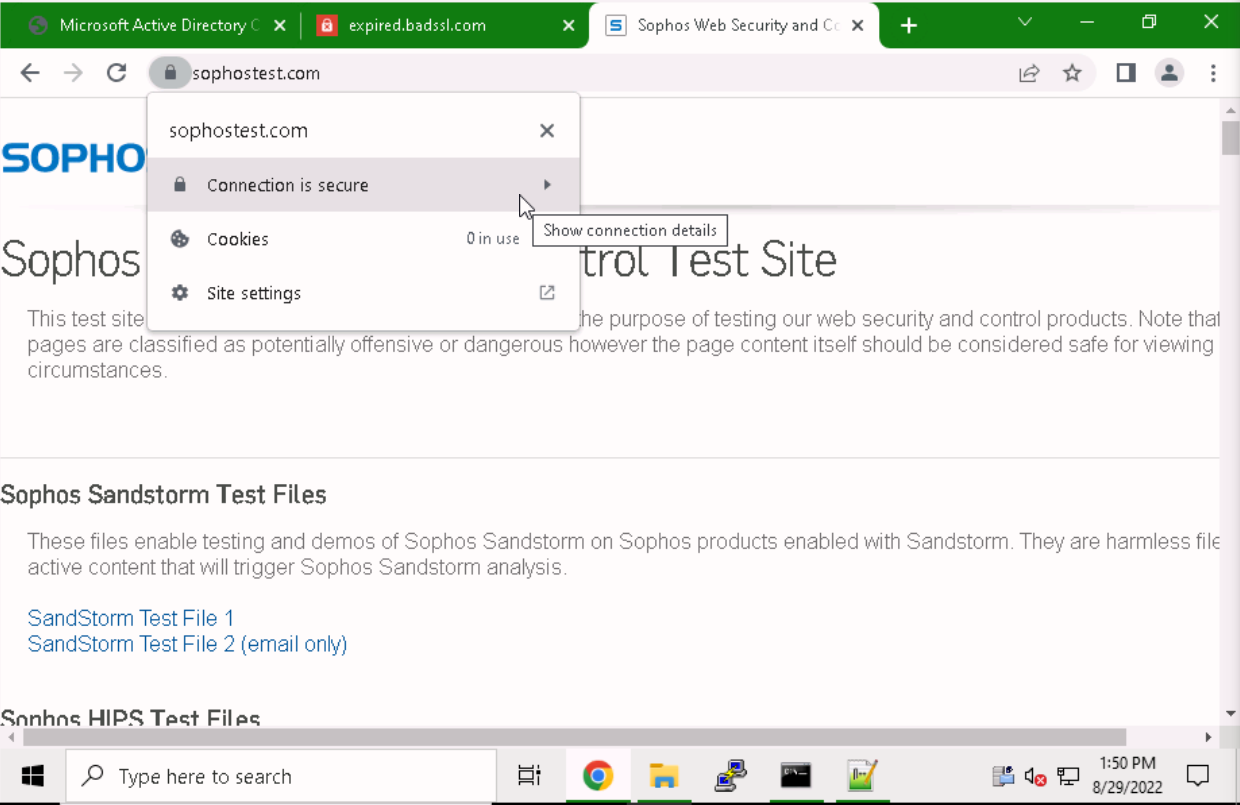 Microsoft Active Directory C
expired.badssl.com
Sophos Web Security and Co
sophostest.com
sophostest.com
SOPHO
Connection is secure
Show connection details
Cookies
0 in use
Site settings
Sophos
trol Test Site
This test site
the purpose of testing our web security and control products. Note that
pages are classified as potentially offensive or dangerous however the page content itself should be considered safe for viewing
circumstances.
Sophos Sandstorm Test Files
These files enable testing and demos of Sophos Sandstorm on Sophos products enabled with Sandstorm. They are harmless file
active content that will trigger Sophos Sandstorm analysis.
SandStorm Test File 1
SandStorm Test File 2 (email only)
Sophos HIPS Test Files
Type here to search
1:50 PM
8/29/2022